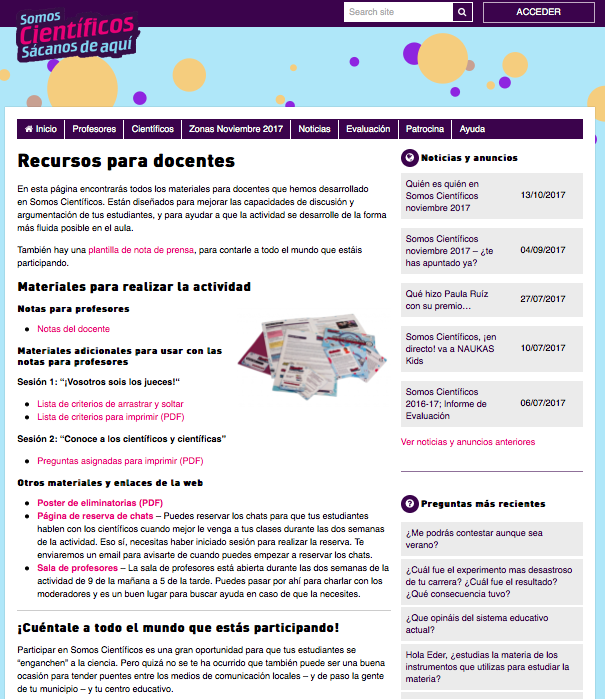 Somos
Científicos
Sácanos de aquí
Search site
ACCEDER
Inicio
Profesores
Científicos
Zonas Noviembre 2017
Noticias
Evaluación
Patrocina
Ayuda
Recursos para docentes
En esta página encontrarás todos los materiales para docentes que hemos desarrollado
en Somos Científicos. Están diseñados para mejorar las capacidades de discusión y
argumentación de tus estudiantes, y para ayudar a que la actividad se desarrolle de la forma
más fluida posible en el aula.
También hay una plantilla de nota de prensa, para contarle a todo el mundo que estáis
participando.
Materiales para realizar la actividad
Notas para profesores
Notas del docente
Materiales adicionales para usar con las
notas para profesores
Sesión 1: “¡Vosotros sois los jueces!“
Lista de criterios de arrastrar y soltar
Lista de criterios para imprimir (PDF)
Sesión 2: “Conoce a los científicos y científicas”
Preguntas asignadas para imprimir (PDF)
Otros materiales y enlaces de la web
Poster de eliminatorias (PDF)
Página de reserva de chats – Puedes reservar los chats para que tus estudiantes
hablen con los científicos cuando mejor le venga a tus clases durante las dos semanas
de la actividad. Eso sí, necesitas haber iniciado sesión para realizar la reserva. Te
enviaremos un email para avisarte de cuando puedes empezar a reservar los chats.
Sala de profesores – La sala de profesores está abierta durante las dos semanas de la
actividad de 9 de la mañana a 5 de la tarde. Puedes pasar por ahí para charlar con los
moderadores y es un buen lugar para buscar ayuda en caso de que la necesites.
¡Cuéntale a todo el mundo que estás participando!
Participar en Somos Científicos es una gran oportunidad para que tus estudiantes se
“enganchen” a la ciencia. Pero quizá no se te ha ocurrido que también puede ser una buena
ocasión para tender puentes entre los medios de comunicación locales – y de paso la gente
de tu municipio – y tu centro educativo.
Noticias y anuncios
Quién es quién en
Somos Científicos
noviembre 2017
13/10/2017
Somos Científicos
noviembre 2017 – ¿te
has apuntado ya?
04/09/2017
Qué hizo Paula Ruíz
con su premio…
27/07/2017
Somos Científicos, ¡en
directo! va a NAUKAS
Kids
10/07/2017
Somos Científicos
2016-17; Informe de
Evaluación
06/07/2017
Ver noticias y anuncios anteriores
Preguntas más recientes
¿Me podrás contestar aunque sea
verano?
¿Cuál fue el experimento mas desastroso
de tu carrera? ¿Cuál fue el resultado?
¿Qué consecuencia tuvo?
¿Que opináis del sistema educativo
actual?
Hola Eder, ¿estudias la materia de los
instrumentos que utilizas para estudiar la
materia?